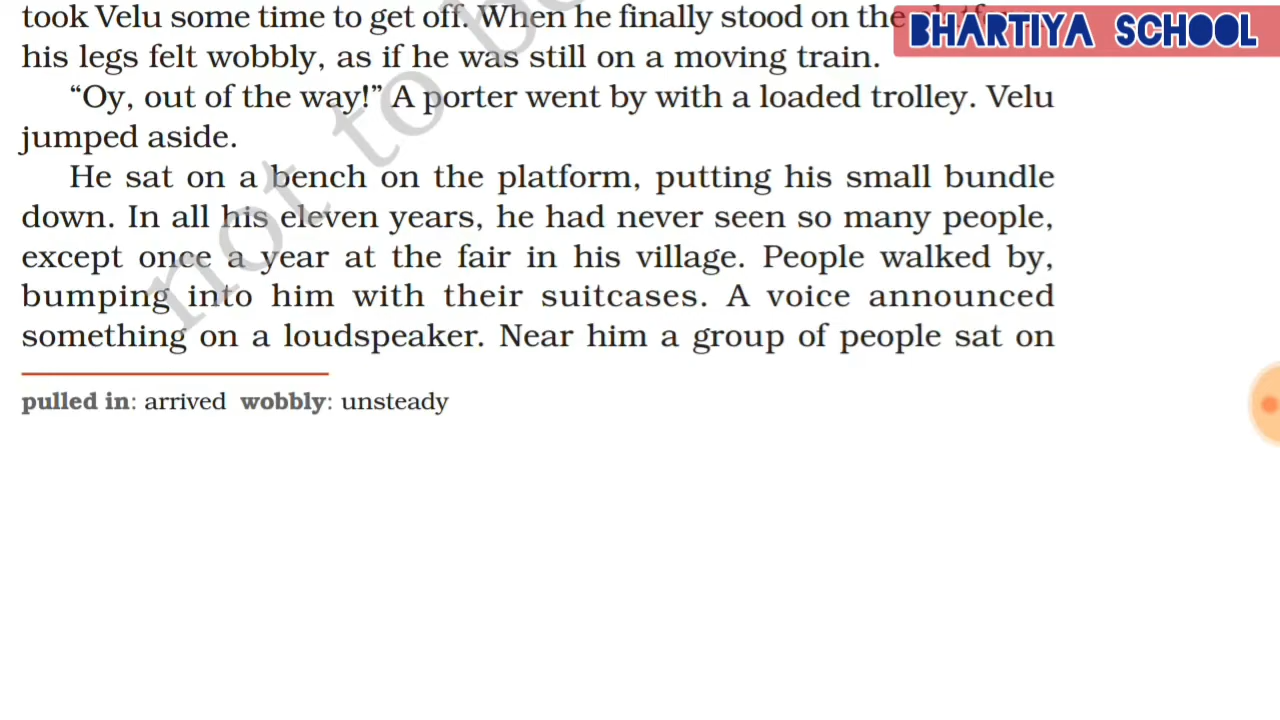 took Velu some time to get off. When he finally stood on the
BHARTIYA SCHOOL
his legs felt wobbly, as if he was still on a moving train.
“Oy, out of the way!” A porter went by with a loaded trolley. Velu
jumped aside.
He sat on a bench on the platform, putting his small bundle
down. In all his eleven years, he had never seen so many people,
except once a year at the fair in his village. People walked by,
bumping into him with their suitcases. A voice announced
something on a loudspeaker. Near him a group of people sat on
pulled in: arrived wobbly: unsteady
not to be